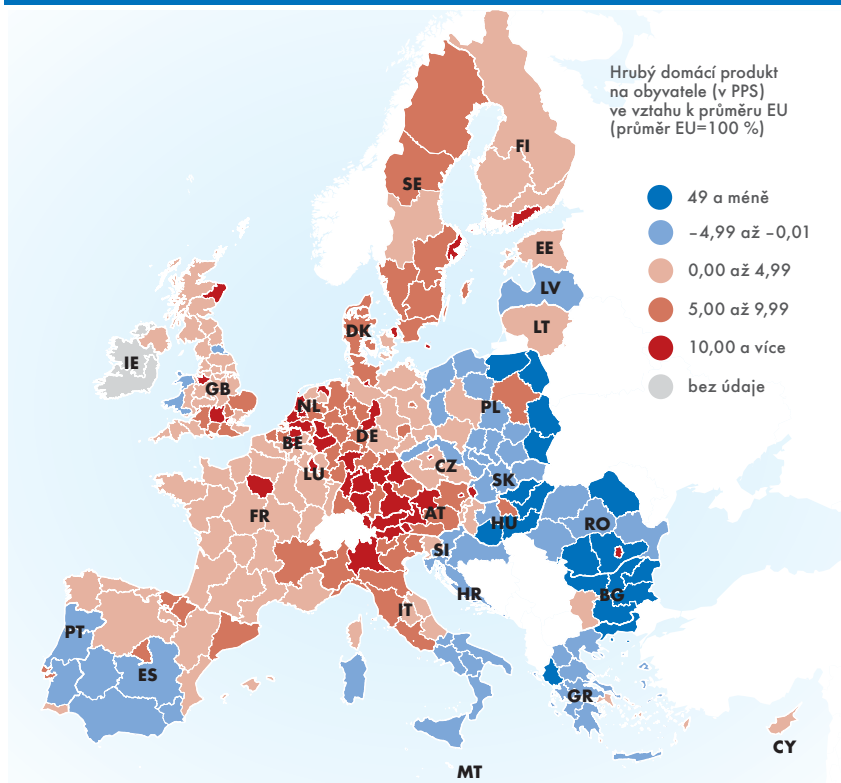 Hrubý domácí produkt
na obyvatele (v PPS)
ve vztahu k průměru EU
(průměr EU=100 %)
49 a méně
−4,99 až −0,01
0,00 až 4,99
5,00 až 9,99
10,00 a více
bez údaje
FI
SE
EE
LV
LT
DK
IE
GB
NL
PL
BE
DE
LU
CZ
SK
FR
AT
HU
RO
SI
HR
BG
IT
PT
ES
GR
CY
MT